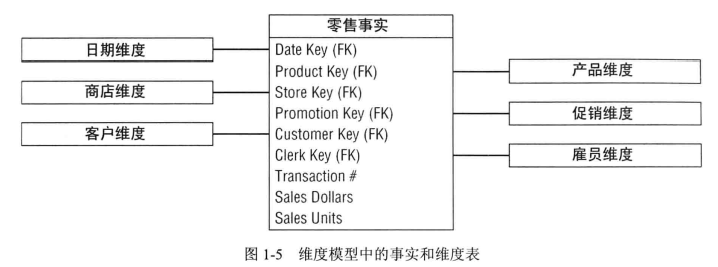 零售事实
日期维度
商店维度
客户维度
Date Key (FK)
Product Key (FK)
Store Key (FK)
Promotion Key (FK)
Customer Key (FK)
Clerk Key (FK)
Transaction #
Sales Dollars
Sales Units
产品维度
促销维度
雇员维度
图 1-5 维度模型中的事实和维度表